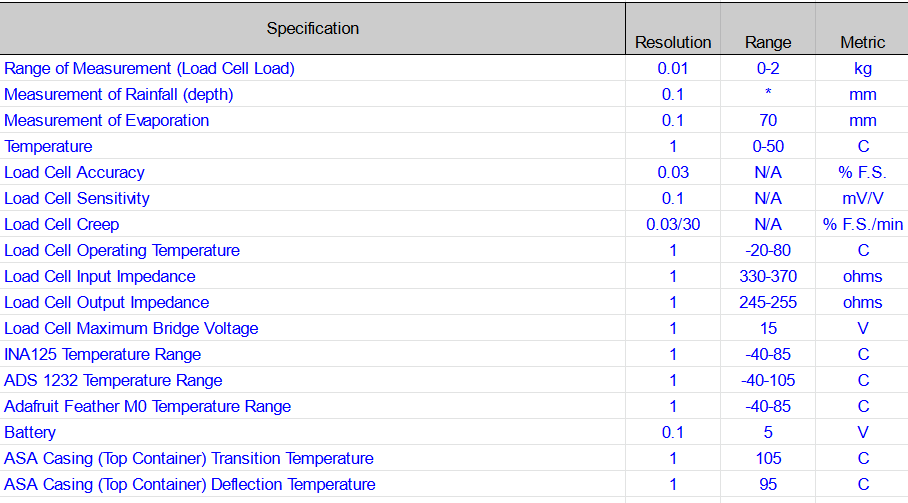 Specification Resolution Range Metric
Range of Measurement (Load Cell Load) 0.01 0-2 kg
Measurement of Rainfall (depth) 0.1 * mm
Measurement of Evaporation 0.1 70 mm
Temperature 1 0-50 C
Load Cell Accuracy 0.03 N/A % F.S.
Load Cell Sensitivity 0.1 N/A mV/V
Load Cell Creep 0.03/30 N/A % F.S./min
Load Cell Operating Temperature 1 -20-80 C
Load Cell Input Impedance 1 330-370 ohms
Load Cell Output Impedance 1 245-255 ohms
Load Cell Maximum Bridge Voltage 1 15 V
INA125 Temperature Range 1 -40-85 C
ADS 1232 Temperature Range 1 -40-105 C
Adafruit Feather M0 Temperature Range 1 -40-85 C
Battery 0.1 5 V
ASA Casing (Top Container) Transition Temperature 1 105 C
ASA Casing (Top Container) Deflection Temperature 1 95 C